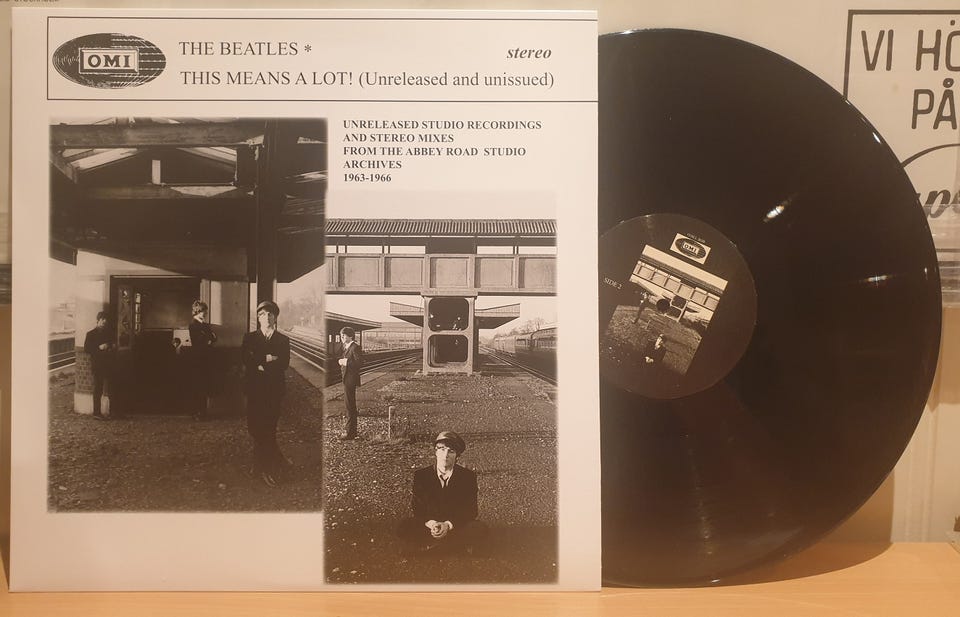 OMI
THE BEATLES *
stereo
THIS MEANS A LOT! (Unreleased and unissued)
UNRELEASED STUDIO RECORDINGS
AND STEREO MIXES
FROM THE ABBEY ROAD STUDIO
ARCHIVES
1963-1966
OMI
SIDE 2
VI HÖ
PÅ